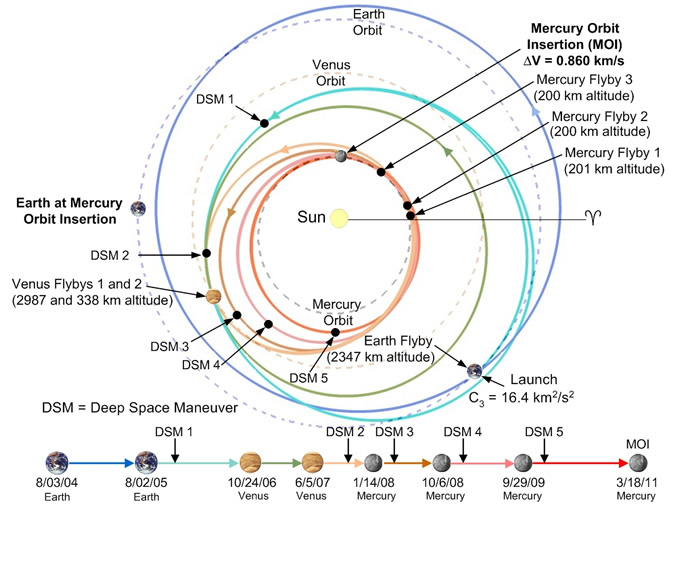 Earth
Orbit
Mercury Orbit
Insertion (MOI)
ΔV = 0.860 km/s
Venus
Orbit
Mercury Flyby 3
(200 km altitude)
DSM 1
Mercury Flyby 2
(200 km altitude)
Mercury Flyby 1
(201 km altitude)
Earth at Mercury
Orbit Insertion
Sun
♈
DSM 2
Venus Flybys 1 and 2
(2987 and 338 km altitude)
Mercury
Orbit
DSM 3
Earth Flyby
(2347 km altitude)
DSM 4
DSM 5
Launch
C₃ = 16.4 km²/s²
DSM = Deep Space Maneuver
DSM 1
DSM 2
DSM 3
DSM 4
DSM 5
MOI
8/03/04
Earth
8/02/05
Earth
10/24/06
Venus
6/5/07
Venus
1/14/08
Mercury
10/6/08
Mercury
9/29/09
Mercury
3/18/11
Mercury